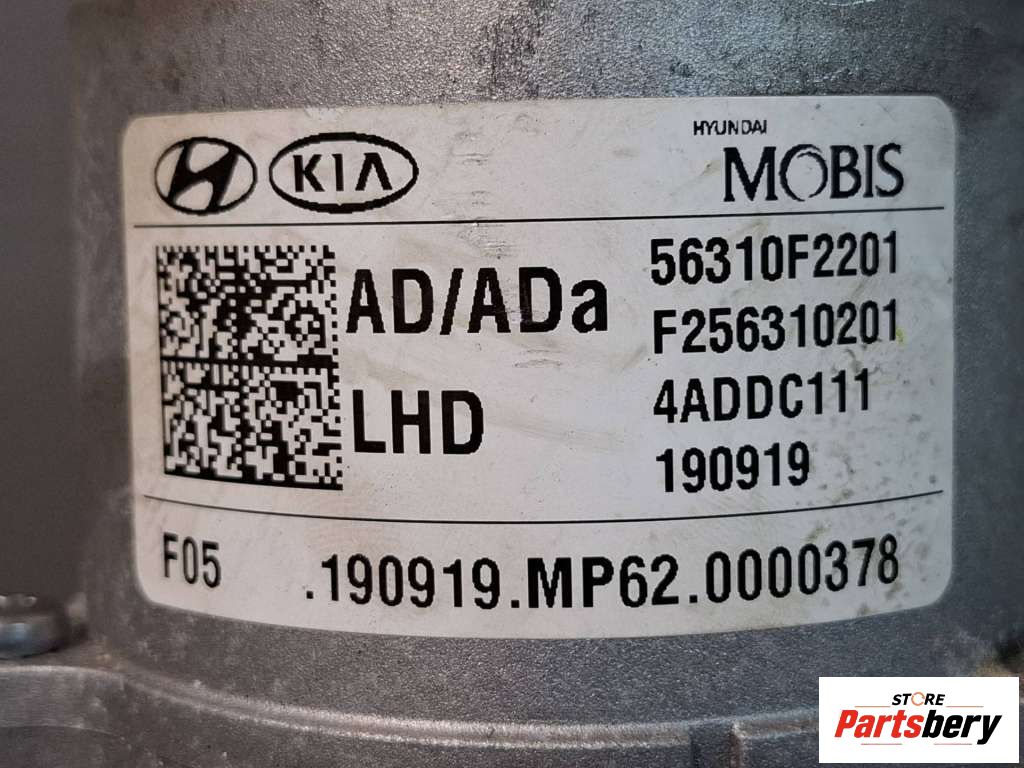 KIA
HYUNDAI
MOBIS
AD/ADa
LHD
56310F2201
F256310201
4ADDC111
190919
F05
.190919.MP62.0000378
STORE
Partsbery